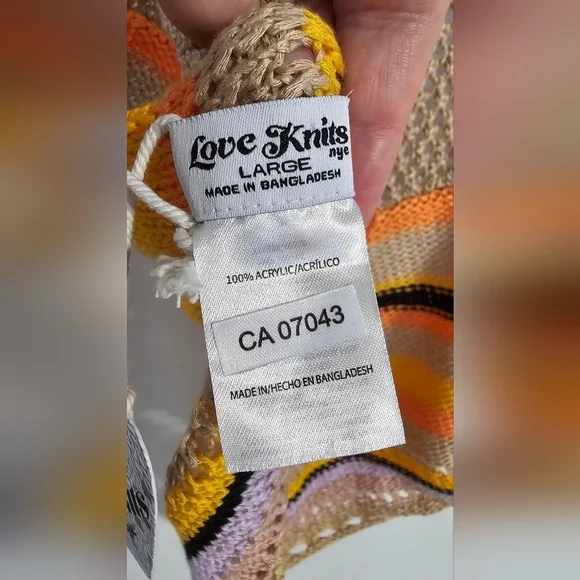 Love Knits
nye
LARGE
MADE IN BANGLADESH
100% ACRYLIC/ACRÍLICO
CA 07043
MADE IN/HECHO EN BANGLADESH